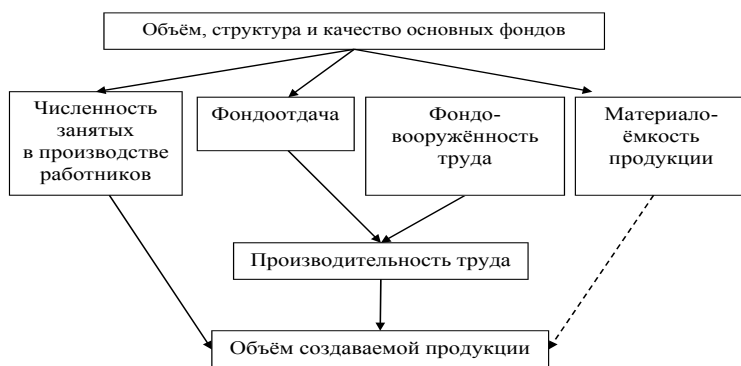 Объём, структура и качество основных фондов
Численность
занятых
в производстве
работников
Фондоотдача
Фондо-
вооружённость
труда
Материало-
ёмкость
продукции
Производительность труда
Объём создаваемой продукции